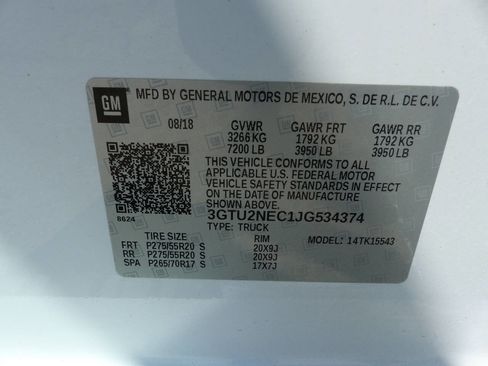 GM MFD BY GENERAL MOTORS DE MEXICO, S. DE R.L. DE C.V.
08/18 GVWR GAWR FRT GAWR RR
3266 KG 1792 KG 1792 KG
7200 LB 3950 LB 3950 LB
THIS VEHICLE CONFORMS TO ALL
APPLICABLE U.S. FEDERAL MOTOR
VEHICLE SAFETY STANDARDS IN EFFECT
ON THE DATE OF MANUFACTURE
SHOWN ABOVE.
8624 3GTU2NEC1JG534374
TYPE: TRUCK
TIRE SIZE RIM MODEL: 14TK15543
FRT P275/55R20 S 20X9J
RR P275/55R20 S 20X9J
SPA P265/70R17 S 17X7J